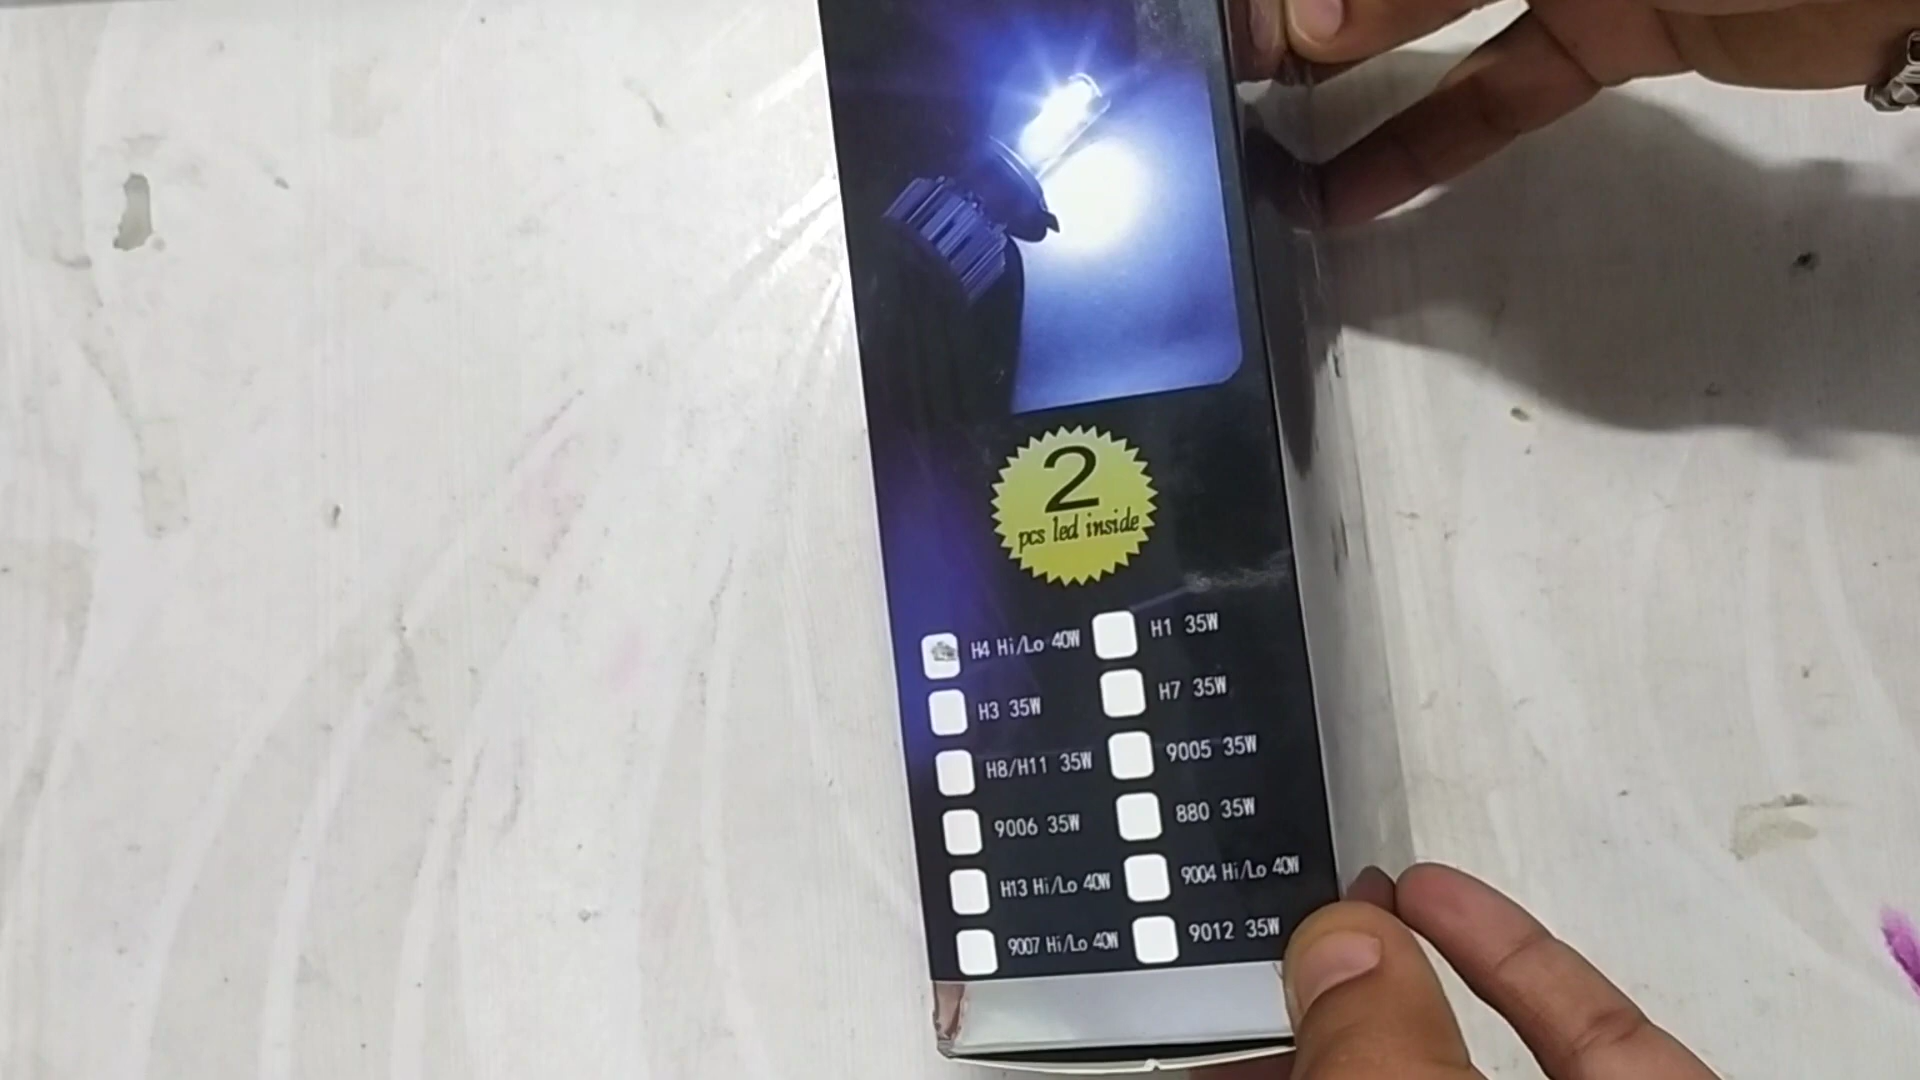 2
pcs led inside
H4 Hi/Lo 40W
H1 35W
H3 35W
H7 35W
H8/H11 35W
9005 35W
9006 35W
880 35W
H13 Hi/Lo 40W
9004 Hi/Lo 40W
9007 Hi/Lo 40W
9012 35W